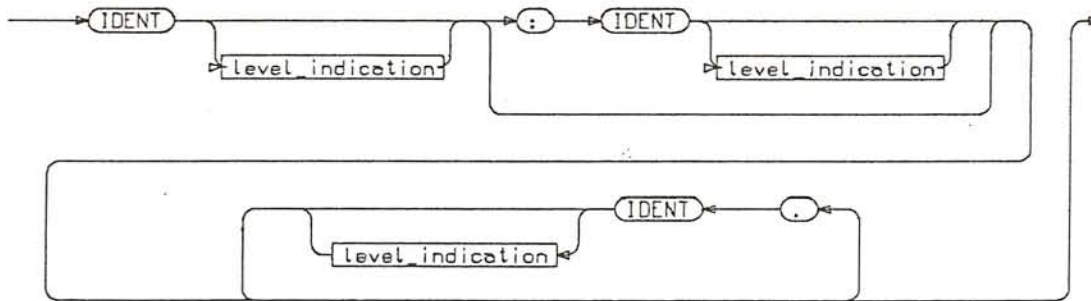 IDENT : IDENT
level_indication level_indication
IDENT .
level_indication